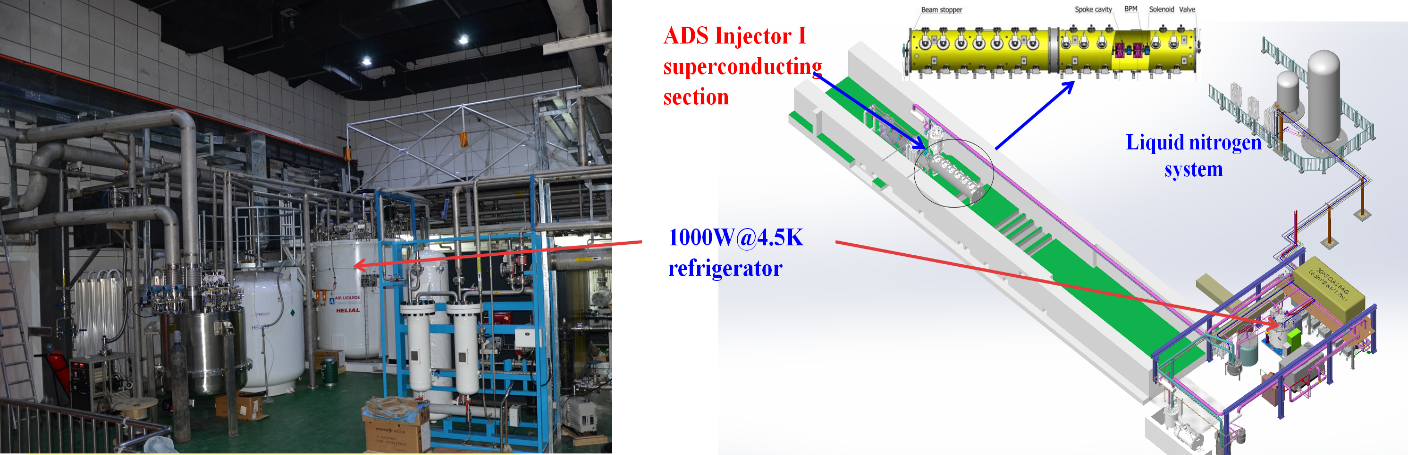 ADS Injector I
superconducting
section
Beam stopper
Spoke cavity
BPM
Solenoid
Valve
Liquid nitrogen
system
1000W@4.5K
refrigerator
AIR LIQUIDE
HELIAL